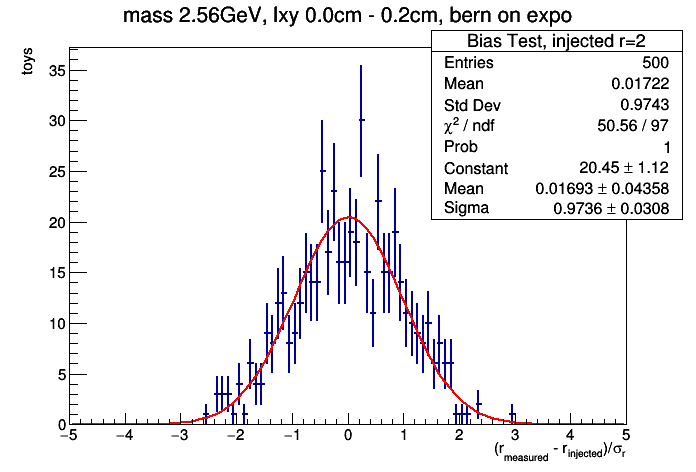 mass 2.56GeV, lxy 0.0cm - 0.2cm, bern on expo
Bias Test, injected r=2
Entries 500
Mean 0.01722
Std Dev 0.9743
χ² / ndf 50.56 / 97
Prob 1
Constant 20.45 ± 1.12
Mean 0.01693 ± 0.04358
Sigma 0.9736 ± 0.0308
toys
35
30
25
20
15
10
5
0
−5 −4 −3 −2 −1 0 1 2 3 4 5
(r_measured - r_injected)/σ_r